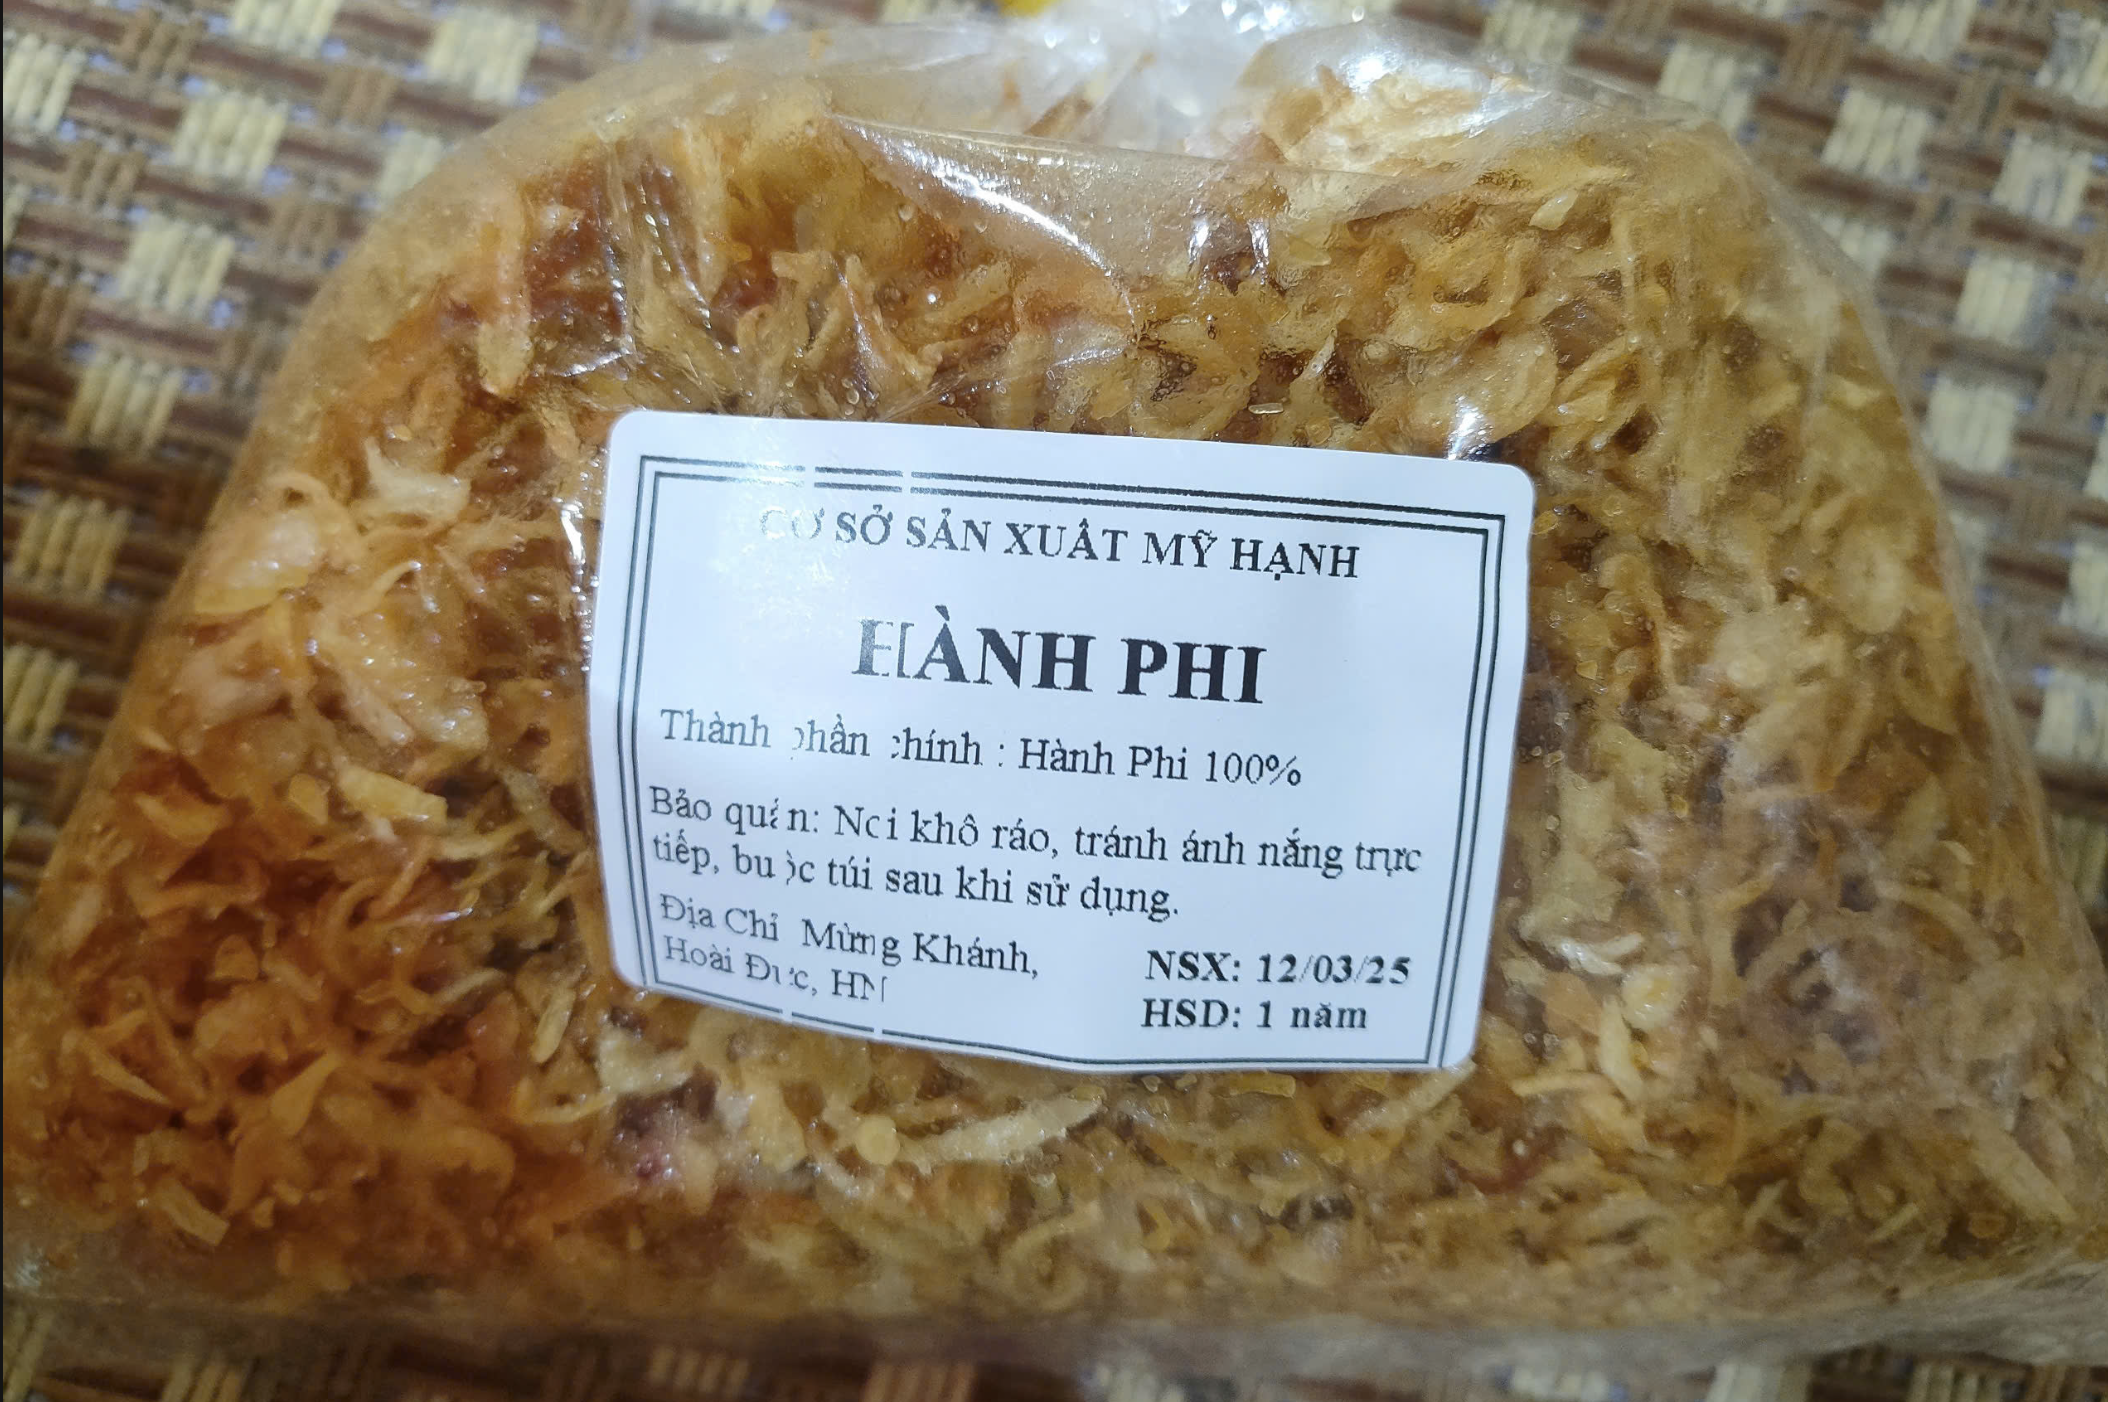 CƠ SỞ SẢN XUẤT MỸ HẠNH
HÀNH PHI
Thành phần chính : Hành Phi 100%
Bảo quản: Nơi khô ráo, tránh ánh nắng trực
tiếp, buộc túi sau khi sử dụng.
Địa Chỉ Mừng Khánh,
Hoài Đức, HN
NSX: 12/03/25
HSD: 1 năm